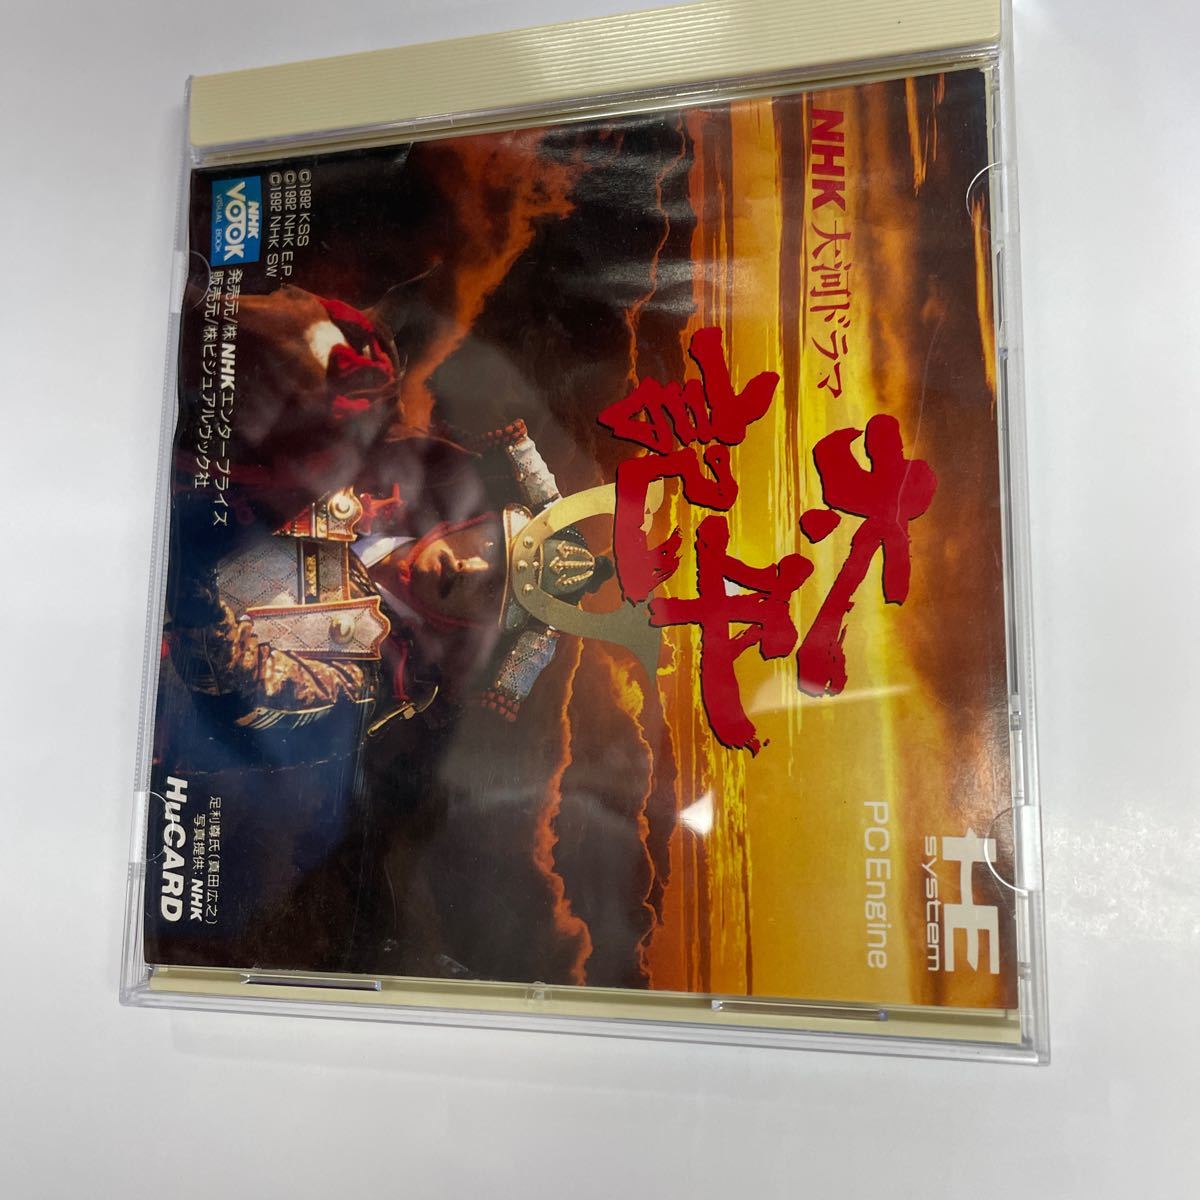 NHK大河ドラマ
太平記
HE
system
PC Engine
©1992 KSS
©1992 NHK E.P.
©1992 NHK SW
NHK
VOOK
VISUAL BOOK
発売元/株NHKエンタープライズ
販売元/株ビジュアルヴック社
足利尊氏(真田広之)
写真提供:NHK
HuCARD